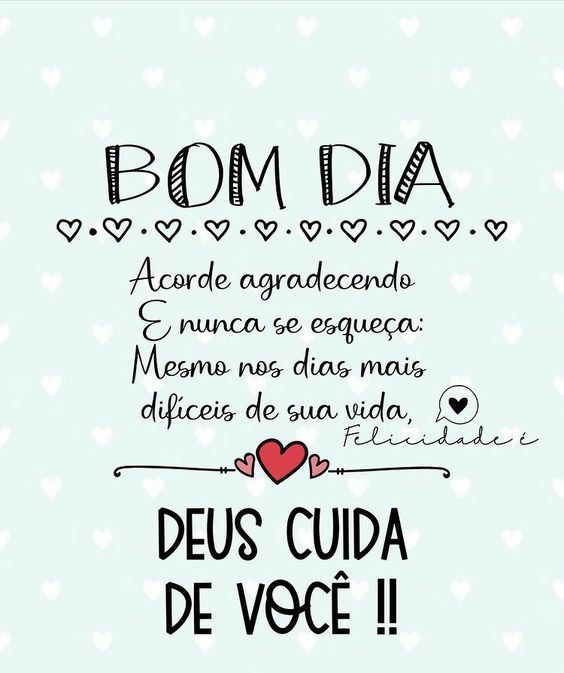 BOM DIA
Acorde agradecendo
E nunca se esqueça:
Mesmo nos dias mais
difíceis de sua vida,
Felicidade é
DEUS CUIDA
DE VOCÊ !!